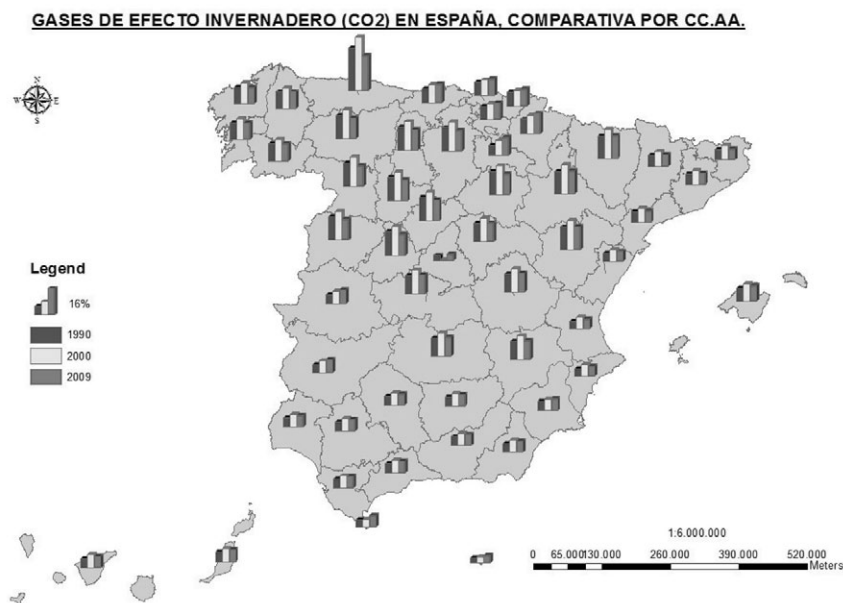 GASES DE EFECTO INVERNADERO (CO2) EN ESPAÑA, COMPARATIVA POR CC.AA.
N
W E
S
Legend
16%
1990
2000
2009
1:6.000.000
0 65.000130.000 260.000 390.000 520.000
Meters